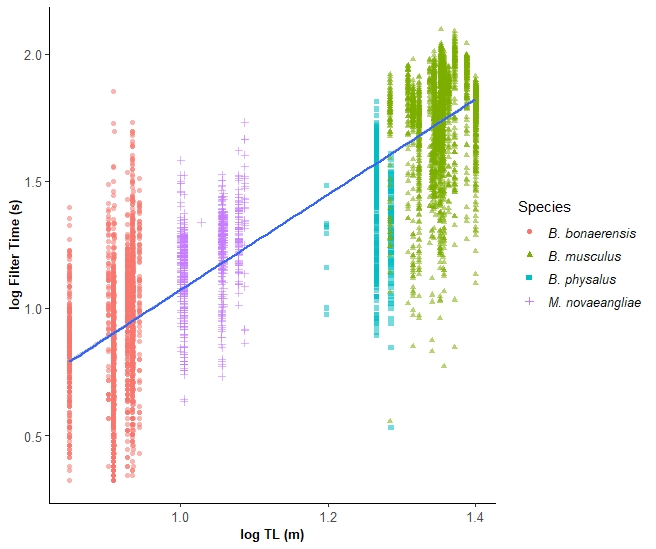 2.0
1.5
1.0
0.5
log Filter Time (s)
1.0
1.2
1.4
log TL (m)
Species
B. bonaerensis
B. musculus
B. physalus
M. novaeangliae